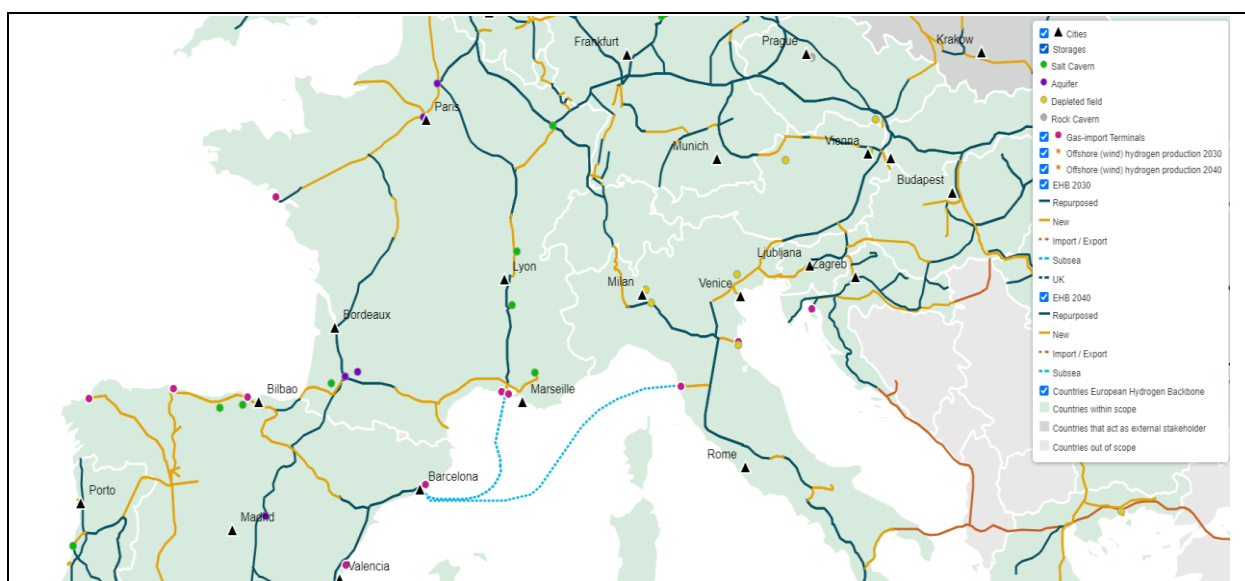 Frankfurt
Prague
Krakow
Paris
Munich
Vienna
Budapest
Lyon
Milan
Venice
Ljubljana
Zagreb
Bordeaux
Bilbao
Marseille
Rome
Barcelona
Porto
Madrid
Valencia
Cities
Storages
Salt Cavern
Aquifer
Depleted field
Rock Cavern
Gas-import Terminals
Offshore (wind) hydrogen production 2030
Offshore (wind) hydrogen production 2040
EHB 2030
Repurposed
New
Import / Export
Subsea
UK
EHB 2040
Repurposed
New
Import / Export
Subsea
Countries European Hydrogen Backbone
Countries within scope
Countries that act as external stakeholder
Countries out of scope